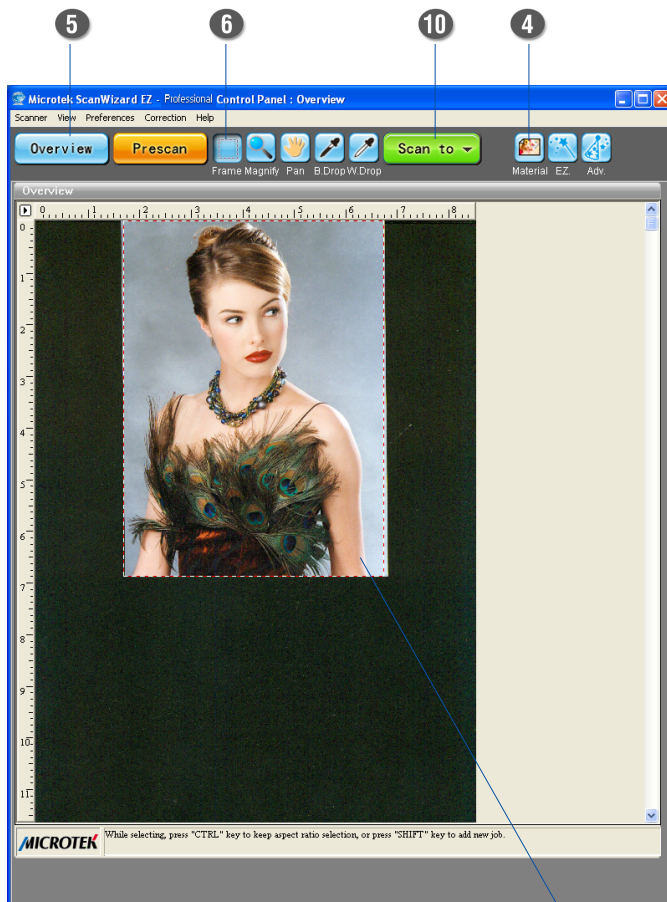 5 6 10 4
Microtek ScanWizard EZ - Professional Control Panel : Overview
Scanner View Preferences Correction Help
Overview Prescan Scan to
Frame Magnify Pan B.Drop W.Drop Material EZ. Adv.
Overview
0 1 2 3 4 5 6 7 8
0
1
2
3
4
5
6
7
8
9
10
11
MICROTEK While selecting, press "CTRL" key to keep aspect ratio selection, or press "SHIFT" key to add new job.